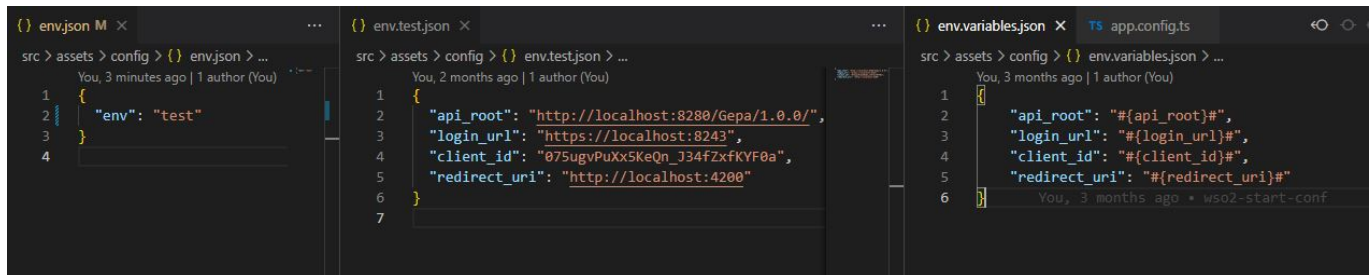 { } env.json M ×
...
src > assets > config > { } env.json > ...
You, 3 minutes ago | 1 author (You)
1 {
2 "env": "test"
3 }
4
{ } env.test.json ×
...
src > assets > config > { } env.test.json > ...
You, 2 months ago | 1 author (You)
1 {
2 "api_root": "http://localhost:8280/Gepa/1.0.0/",
3 "login_url": "https://localhost:8243",
4 "client_id": "075ugvPuXx5KeQn_J34fZxfKYF0a",
5 "redirect_uri": "http://localhost:4200"
6 }
7
{ } env.variables.json × TS app.config.ts
src > assets > config > { } env.variables.json > ...
You, 3 months ago | 1 author (You)
1 {
2 "api_root": "#{api_root}#",
3 "login_url": "#{login_url}#",
4 "client_id": "#{client_id}#",
5 "redirect_uri": "#{redirect_uri}#"
6 } You, 3 months ago • wso2-start-conf